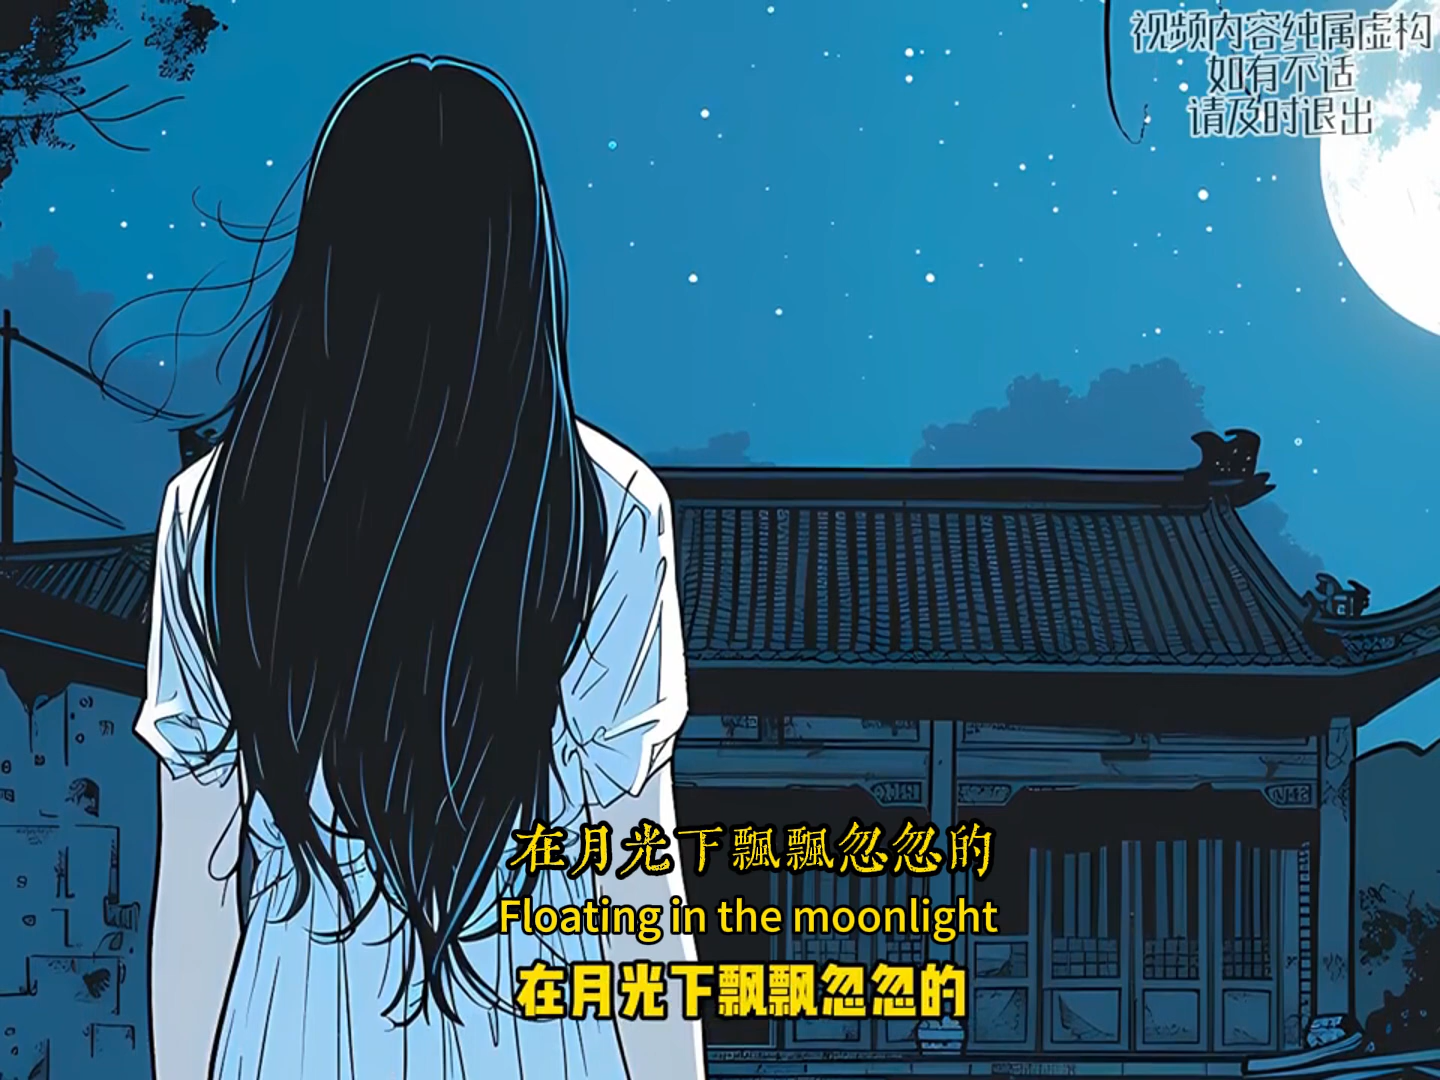 视频内容纯属虚构
如有不适
请及时退出
在月光下飘飘忽忽的
Floating in the moonlight
在月光下飘飘忽忽的